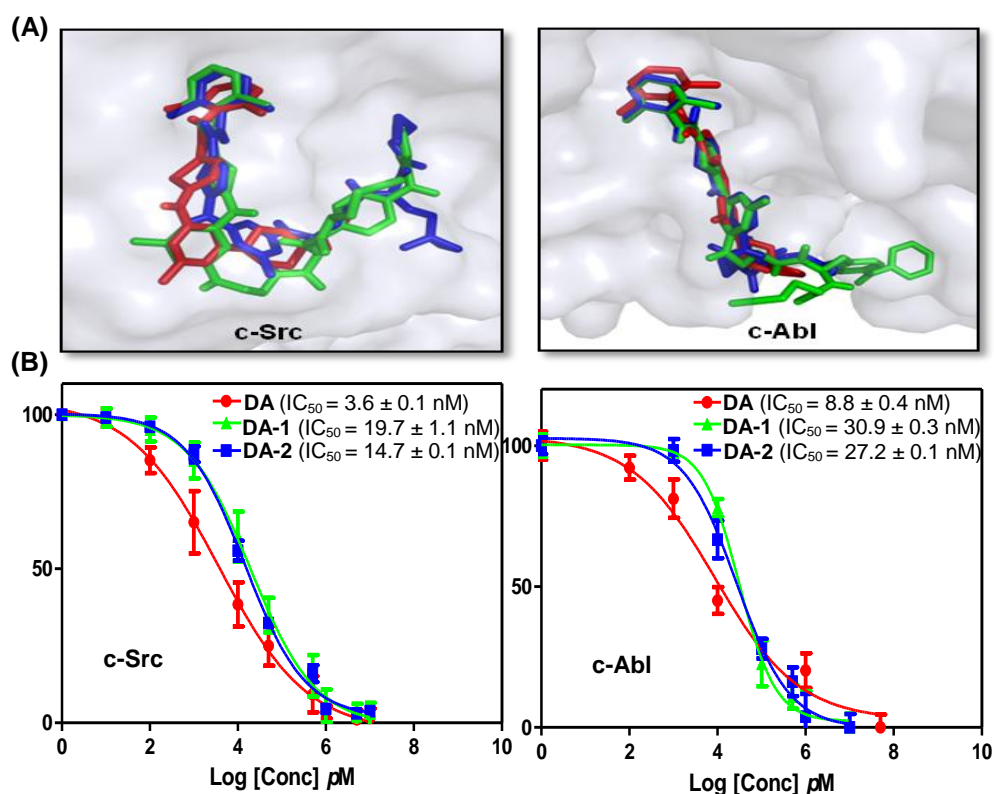 (A)
c-Src
c-Abl
(B)
100
50
0
0
2
4
6
8
10
DA (IC50 = 3.6 ± 0.1 nM)
DA-1 (IC50 = 19.7 ± 1.1 nM)
DA-2 (IC50 = 14.7 ± 0.1 nM)
c-Src
Log [Conc] pM
100
50
0
0
2
4
6
8
10
DA (IC50 = 8.8 ± 0.4 nM)
DA-1 (IC50 = 30.9 ± 0.3 nM)
DA-2 (IC50 = 27.2 ± 0.1 nM)
c-Abl
Log [Conc] pM